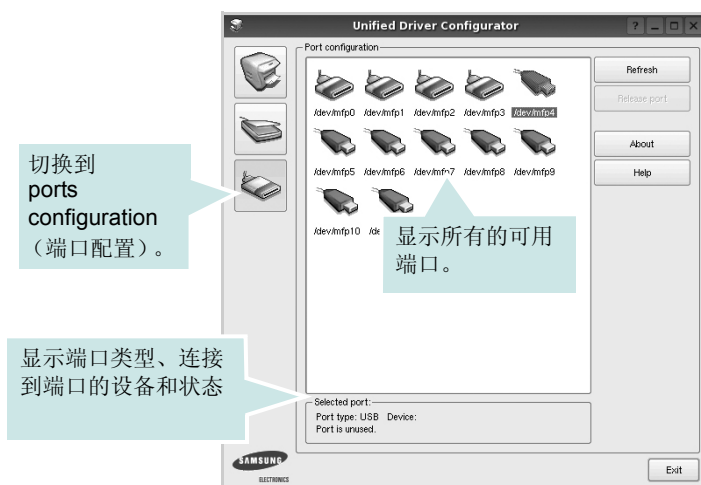 Unified Driver Configurator
Port configuration
/dev/mfp0 /dev/mfp1 /dev/mfp2 /dev/mfp3 /dev/mfp4
/dev/mfp5 /dev/mfp6 /dev/mfp7 /dev/mfp8 /dev/mfp9
/dev/mfp10
Refresh
Release port
About
Help
切换到
ports
configuration
（端口配置）。
显示所有的可用
端口。
显示端口类型、连接
到端口的设备和状态
Selected port:
Port type: USB Device:
Port is unused.
SAMSUNG
ELECTRONICS
Exit